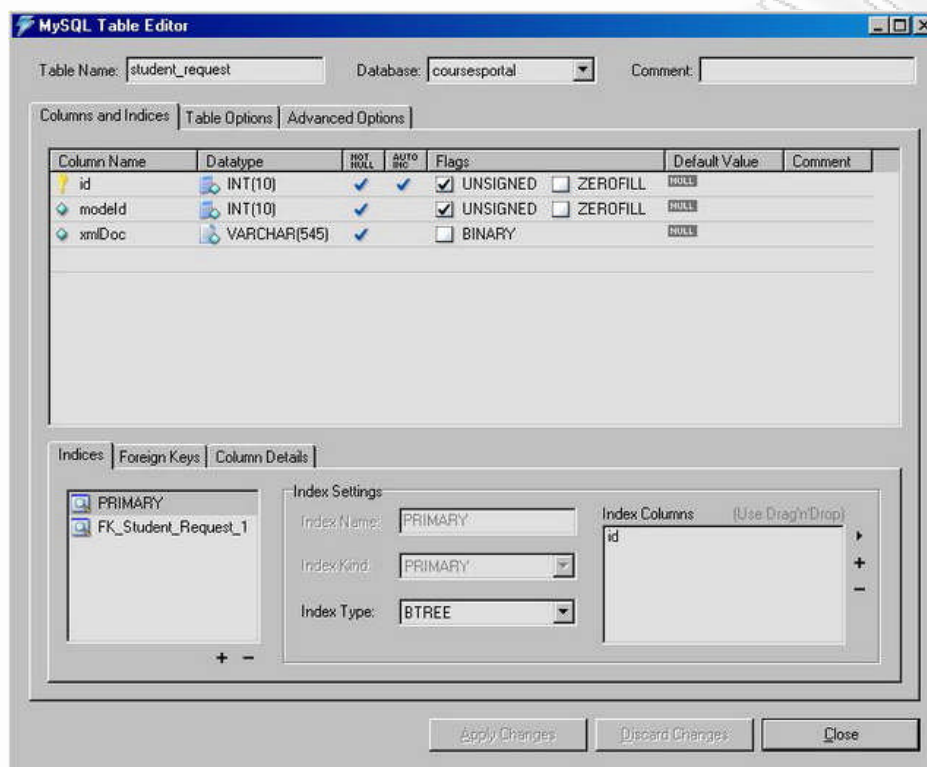 MySQL Table Editor
Table Name: student_request Database: coursesportal Comment:
Columns and Indices Table Options Advanced Options
Column Name Datatype NOT NULL AUTO INC Flags Default Value Comment
id INT(10) UNSIGNED ZEROFILL NULL
modeId INT(10) UNSIGNED ZEROFILL NULL
xmlDoc VARCHAR(545) BINARY NULL
Indices Foreign Keys Column Details
PRIMARY
FK_Student_Request_1
Index Settings
Index Name: PRIMARY
Index Kind: PRIMARY
Index Type: BTREE
Index Columns (Use Drag'n'Drop)
id
Apply Changes Discard Changes Close